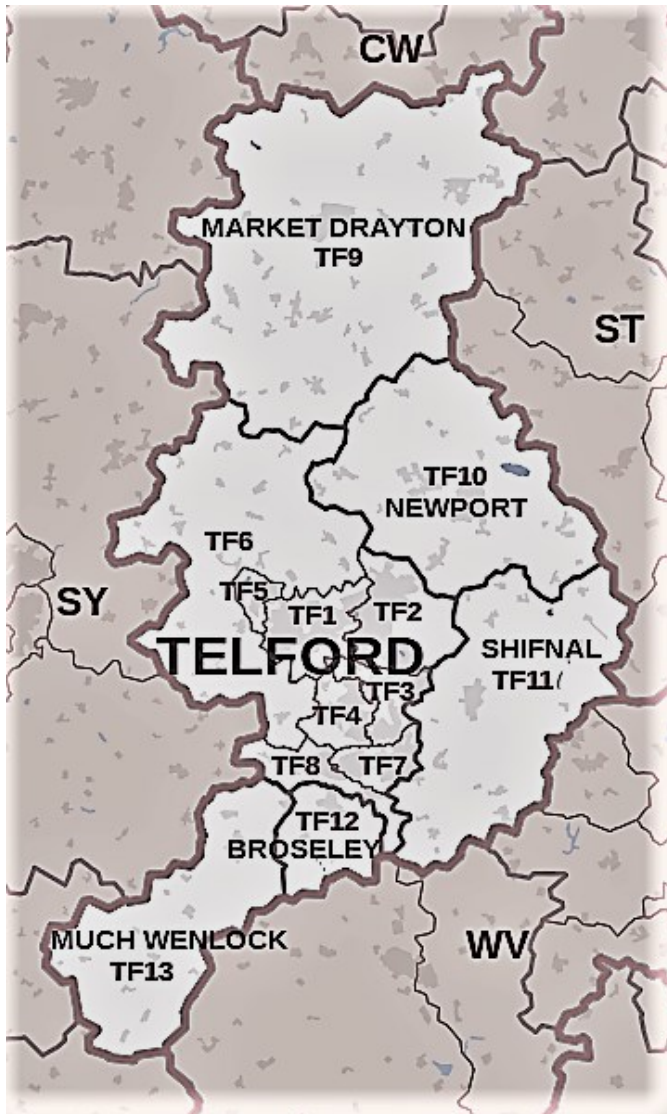 CW
MARKET DRAYTON
TF9
ST
TF10
NEWPORT
TF6
TF5
SY
TF1
TF2
TELFORD
SHIFNAL
TF11
TF3
TF4
TF8
TF7
TF12
BROSELEY
MUCH WENLOCK
TF13
WV